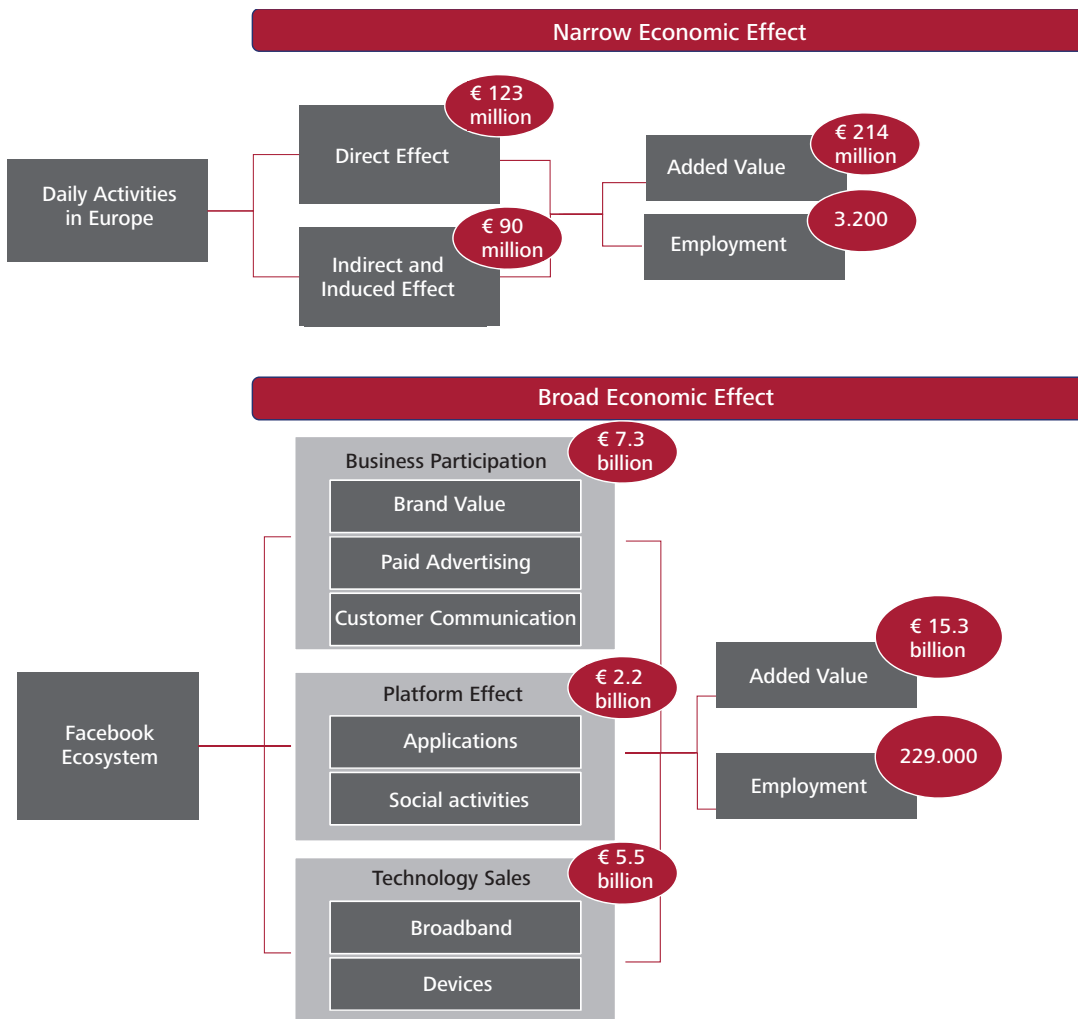 Narrow Economic Effect
Daily Activities
in Europe
€ 123
million
Direct Effect
€ 90
million
Indirect and
Induced Effect
€ 214
million
Added Value
3.200
Employment
Broad Economic Effect
Facebook
Ecosystem
€ 7.3
billion
Business Participation
Brand Value
Paid Advertising
Customer Communication
€ 2.2
billion
Platform Effect
Applications
Social activities
€ 5.5
billion
Technology Sales
Broadband
Devices
€ 15.3
billion
Added Value
229.000
Employment